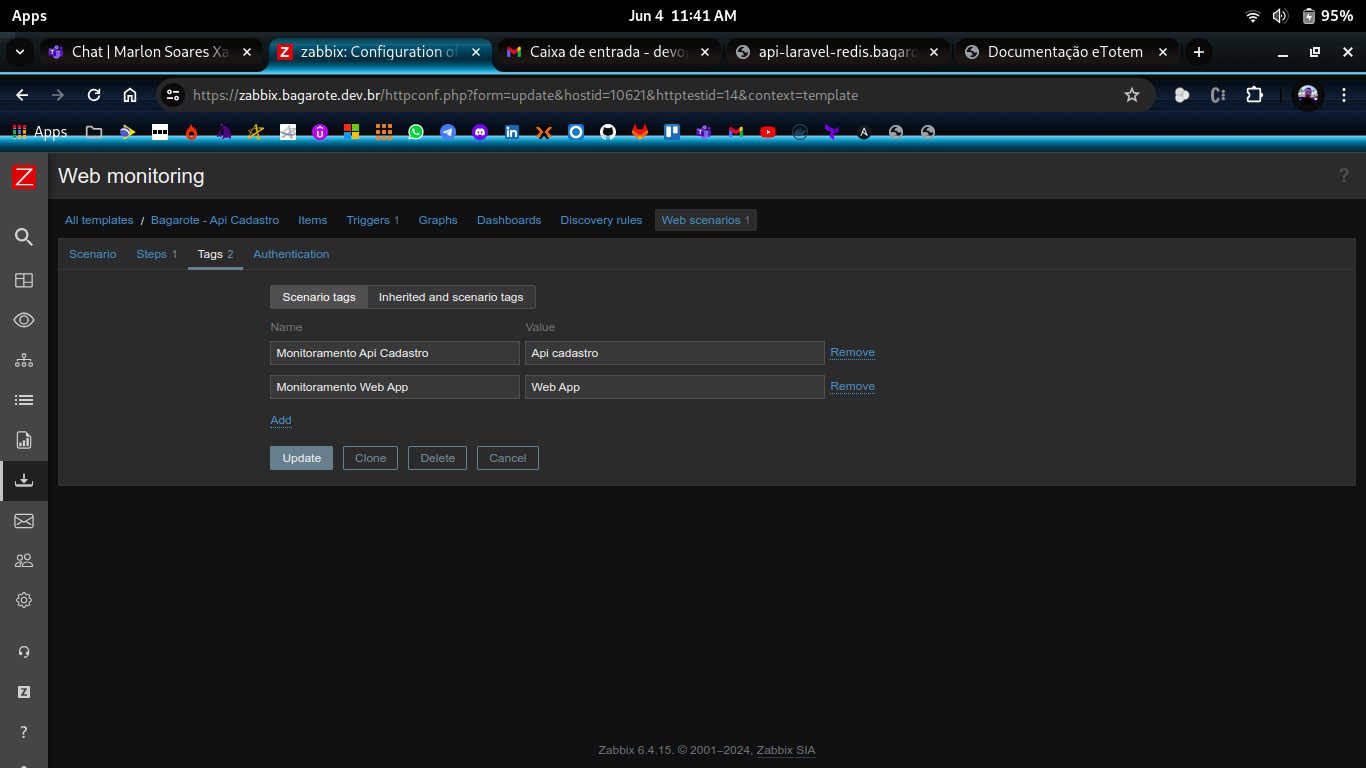 Apps Jun 4 11:41 AM 95%
Chat | Marlon Soares Xa zabbix: Configuration of Caixa de entrada - devo api-laravel-redis.bagaro Documentação eTotem
https://zabbix.bagarote.dev.br/httpconf.php?form=update&hostid=10621&httptestid=14&context=template
Apps
Z Web monitoring ?
All templates / Bagarote - Api Cadastro Items Triggers 1 Graphs Dashboards Discovery rules Web scenarios 1
Scenario Steps 1 Tags 2 Authentication
Scenario tags Inherited and scenario tags
Name Value
Monitoramento Api Cadastro Api cadastro Remove
Monitoramento Web App Web App Remove
Add
Update Clone Delete Cancel
Z
?
Zabbix 6.4.15. © 2001–2024, Zabbix SIA